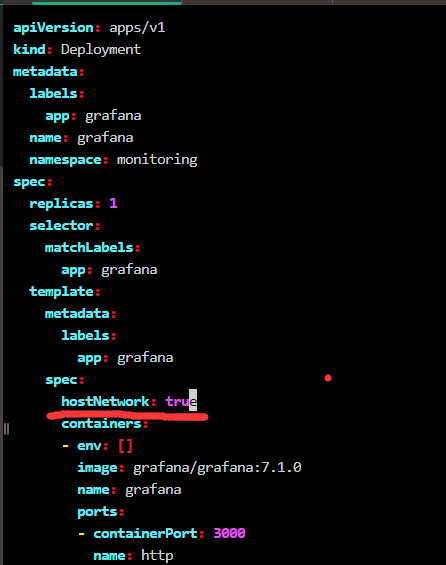 apiVersion: apps/v1
kind: Deployment
metadata:
  labels:
    app: grafana
  name: grafana
  namespace: monitoring
spec:
  replicas: 1
  selector:
    matchLabels:
      app: grafana
  template:
    metadata:
      labels:
        app: grafana
    spec:
      hostNetwork: true
      containers:
      - env: []
        image: grafana/grafana:7.1.0
        name: grafana
        ports:
        - containerPort: 3000
          name: http